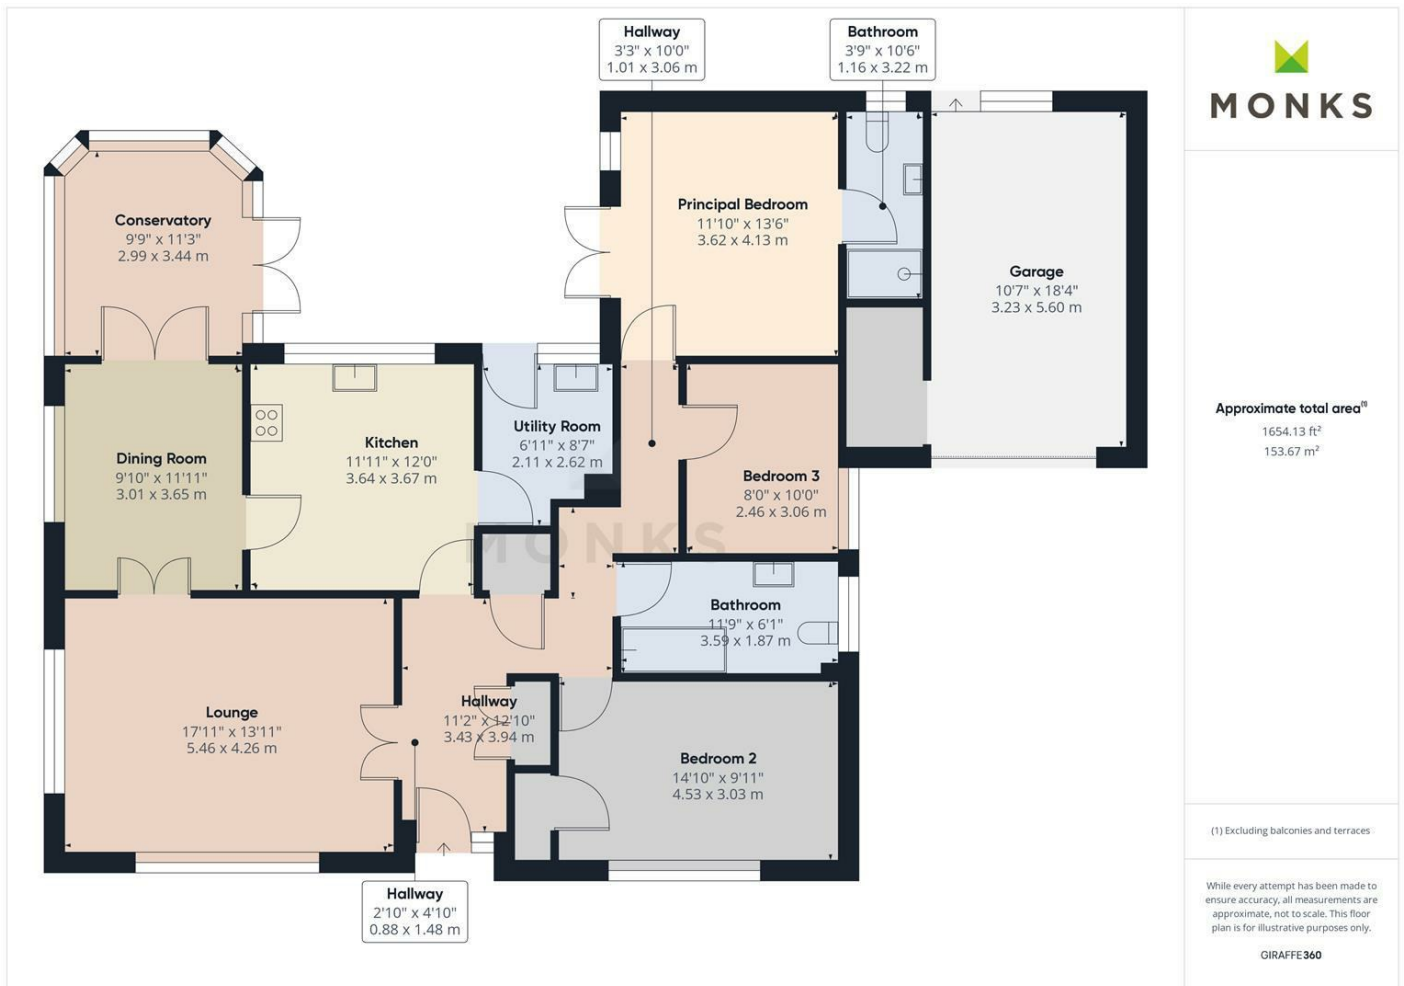 Hallway
3'3" x 10'0"
1.01 x 3.06 m
Bathroom
3'9" x 10'6"
1.16 x 3.22 m
MONKS
Conservatory
9'9" x 11'3"
2.99 x 3.44 m
Principal Bedroom
11'10" x 13'6"
3.62 x 4.13 m
Garage
10'7" x 18'4"
3.23 x 5.60 m
Dining Room
9'10" x 11'11"
3.01 x 3.65 m
Kitchen
11'11" x 12'0"
3.64 x 3.67 m
Utility Room
6'11" x 8'7"
2.11 x 2.62 m
Bedroom 3
8'0" x 10'0"
2.46 x 3.06 m
MONKS
Bathroom
11'9" x 6'1"
3.59 x 1.87 m
Lounge
17'11" x 13'11"
5.46 x 4.26 m
Hallway
11'2" x 12'10"
3.43 x 3.94 m
Bedroom 2
14'10" x 9'11"
4.53 x 3.03 m
Hallway
2'10" x 4'10"
0.88 x 1.48 m
Approximate total area⁽¹⁾
1654.13 ft²
153.67 m²
(1) Excluding balconies and terraces
While every attempt has been made to
ensure accuracy, all measurements are
approximate, not to scale. This floor
plan is for illustrative purposes only.
GIRAFFE360